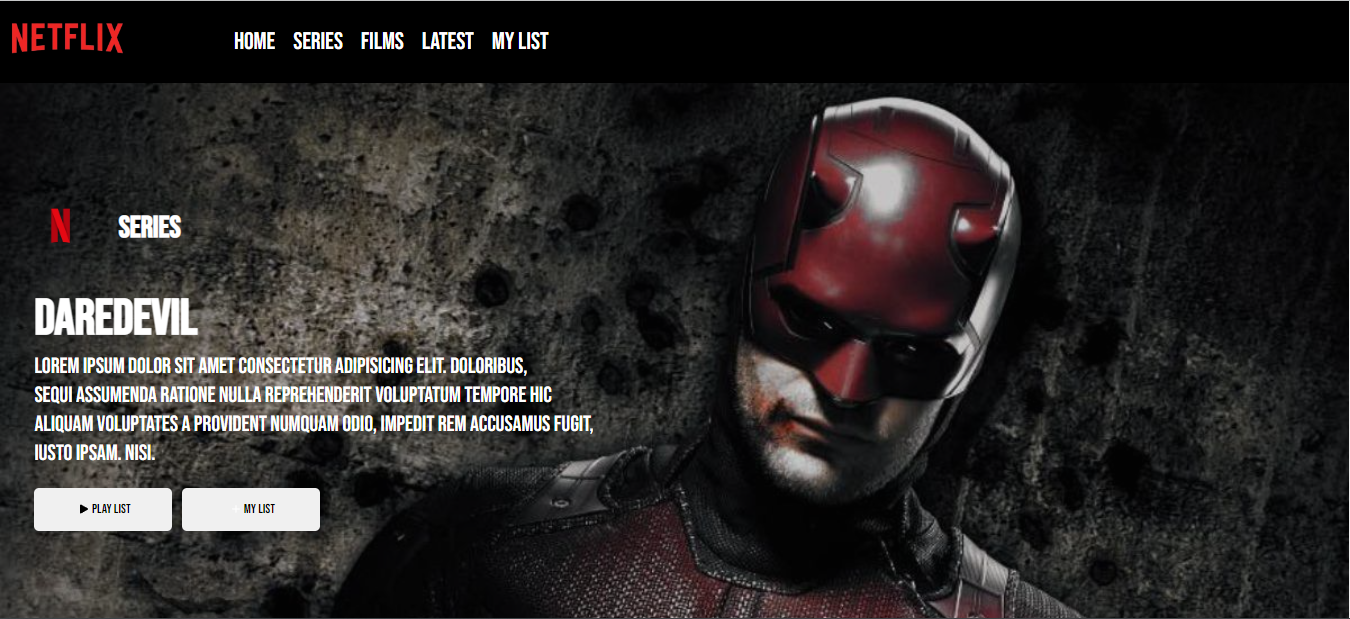 NETFLIX
HOME SERIES FILMS LATEST MY LIST
N SERIES
DAREDEVIL
LOREM IPSUM DOLOR SIT AMET CONSECTETUR ADIPISICING ELIT. DOLORIBUS,
SEQUI ASSUMENDA RATIONE NULLA REPREHENDERIT VOLUPTATUM TEMPORE HIC
ALIQUAM VOLUPTATES A PROVIDENT NUMQUAM ODIO, IMPEDIT REM ACCUSAMUS FUGIT,
IUSTO IPSAM. NISI.
PLAY LIST + MY LIST